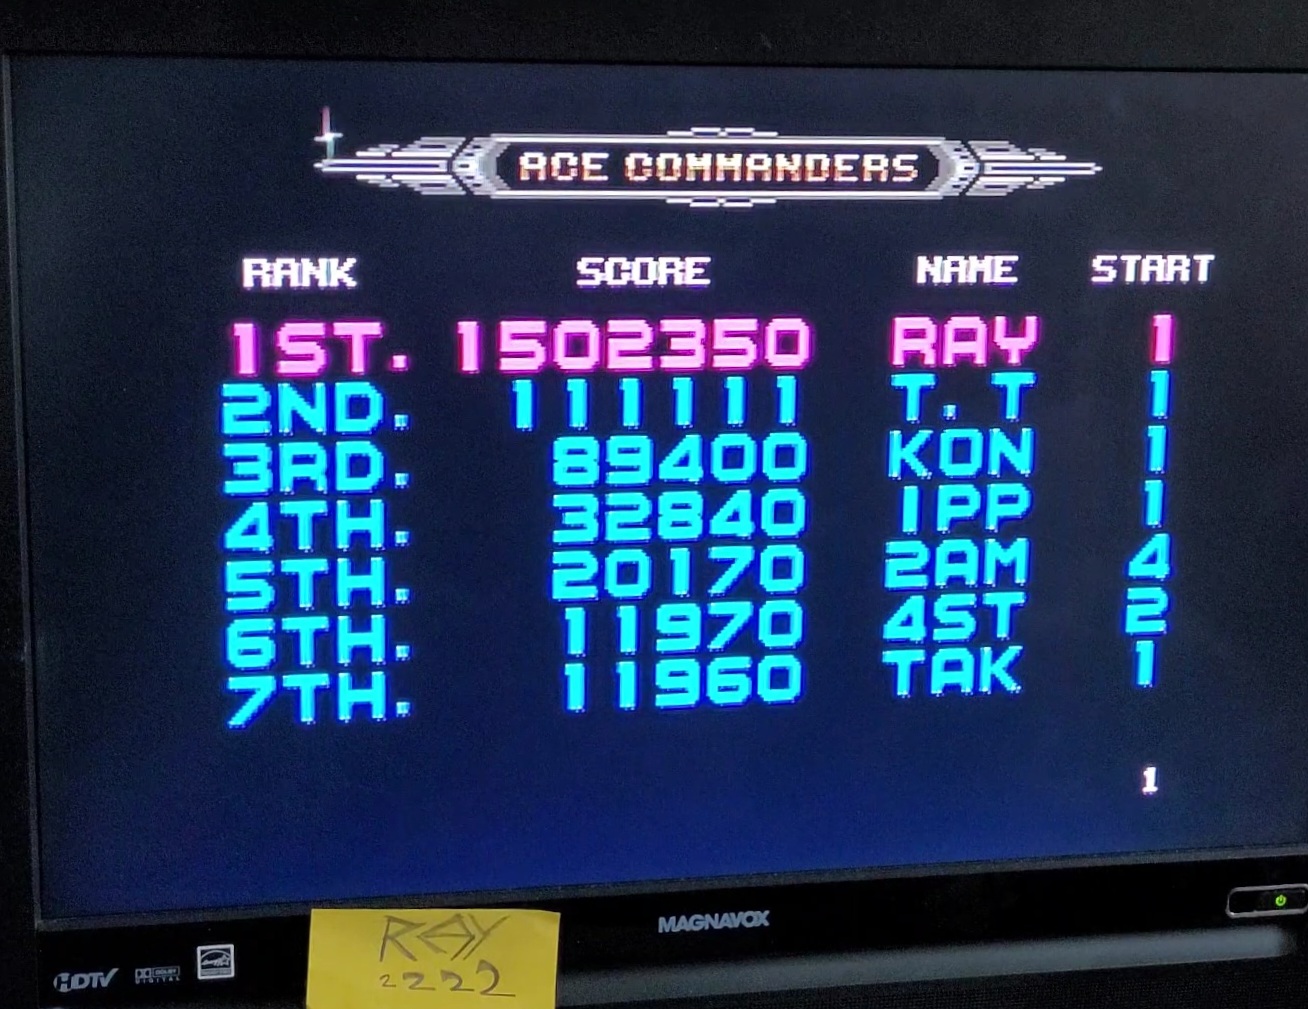 ACE COMMANDERS
RANK SCORE NAME START
1ST. 1502350 RAY 1
2ND. 111111 T.T 1
3RD. 89400 KON 1
4TH. 32840 IPP 1
5TH. 20170 2AM 4
6TH. 11970 4ST 2
7TH. 11960 TAK 1
1
MAGNAVOX
HDTV DOLBY DIGITAL
RAY
2222